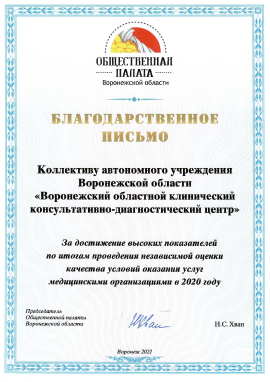 ОБЩЕСТВЕННАЯ
ПАЛАТА
Воронежской области
БЛАГОДАРСТВЕННОЕ
ПИСЬМО
Коллективу автономного учреждения
Воронежской области
«Воронежский областной клинический
консультативно-диагностический центр»
За достижение высоких показателей
по итогам проведения независимой оценки
качества условий оказания услуг
медицинскими организациями в 2020 году
Председатель
Общественной палаты
Воронежской области
Н.С. Хван
Воронеж 2021